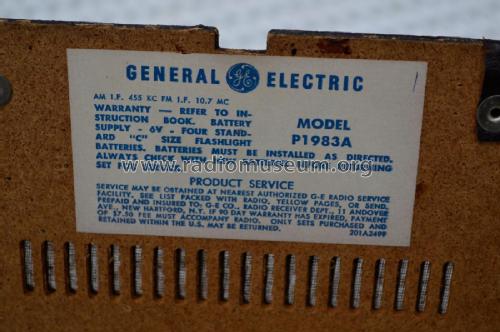 GENERAL GE ELECTRIC
AM I.F. 455 KC FM I.F. 10.7 MC
WARRANTY – REFER TO IN-
STRUCTION BOOK. BATTERY
SUPPLY - 6V - FOUR STAND-
ARD "C" SIZE FLASHLIGHT
MODEL
P1983A
BATTERIES. BATTERIES MUST BE INSTALLED AS DIRECTED.
ALWAYS CHECK
SET
www.radiomuseum.org
PRODUCT SERVICE
SERVICE MAY BE OBTAINED AT NEAREST AUTHORIZED G-E RADIO SERVICE
FACILITY. SEE LIST PACKED WITH RADIO, YELLOW PAGES, OR SEND,
PREPAID AND INSURED TO: G-E CO., RADIO RECEIVER DEPT., 11 ANDOVER
AVE., NEW HARTFORD, N.Y. IF 90 DAY WARRANTY HAS EXPIRED, PAYMENT
OF $7.50 FEE MUST ACCOMPANY RADIO. ONLY SETS PURCHASED AND
RETAINED WITHIN THE U.S. MAY BE RETURNED.
201A2499